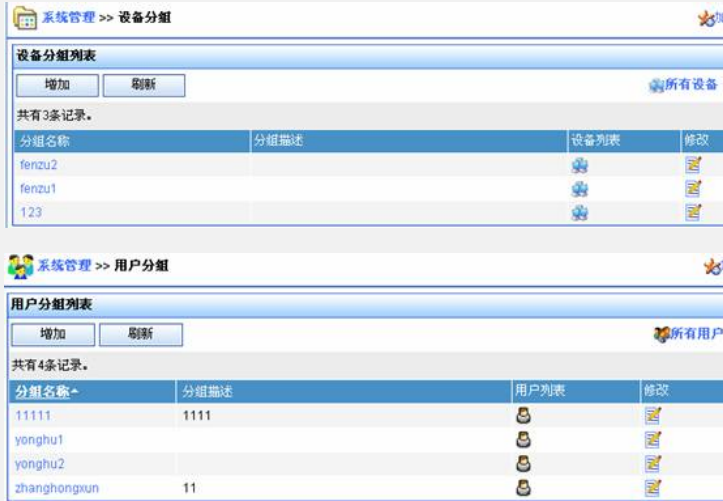 系统管理 >> 设备分组
设备分组列表
增加 刷新 所有设备
共有3条记录。
分组名称 分组描述 设备列表 修改
fenzu2
fenzu1
123
系统管理 >> 用户分组
用户分组列表
增加 刷新 所有用户
共有4条记录。
分组名称 分组描述 用户列表 修改
11111 1111
yonghu1
yonghu2
zhanghongxun 11